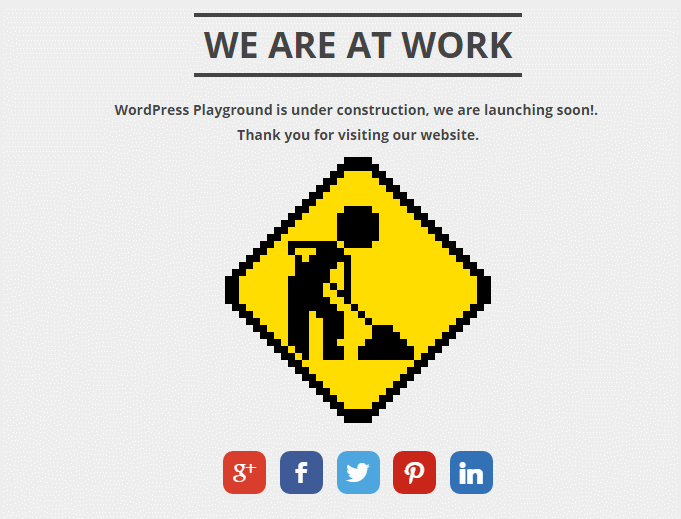 WE ARE AT WORK
WordPress Playground is under construction, we are launching soon!.
Thank you for visiting our website.
g+ f in